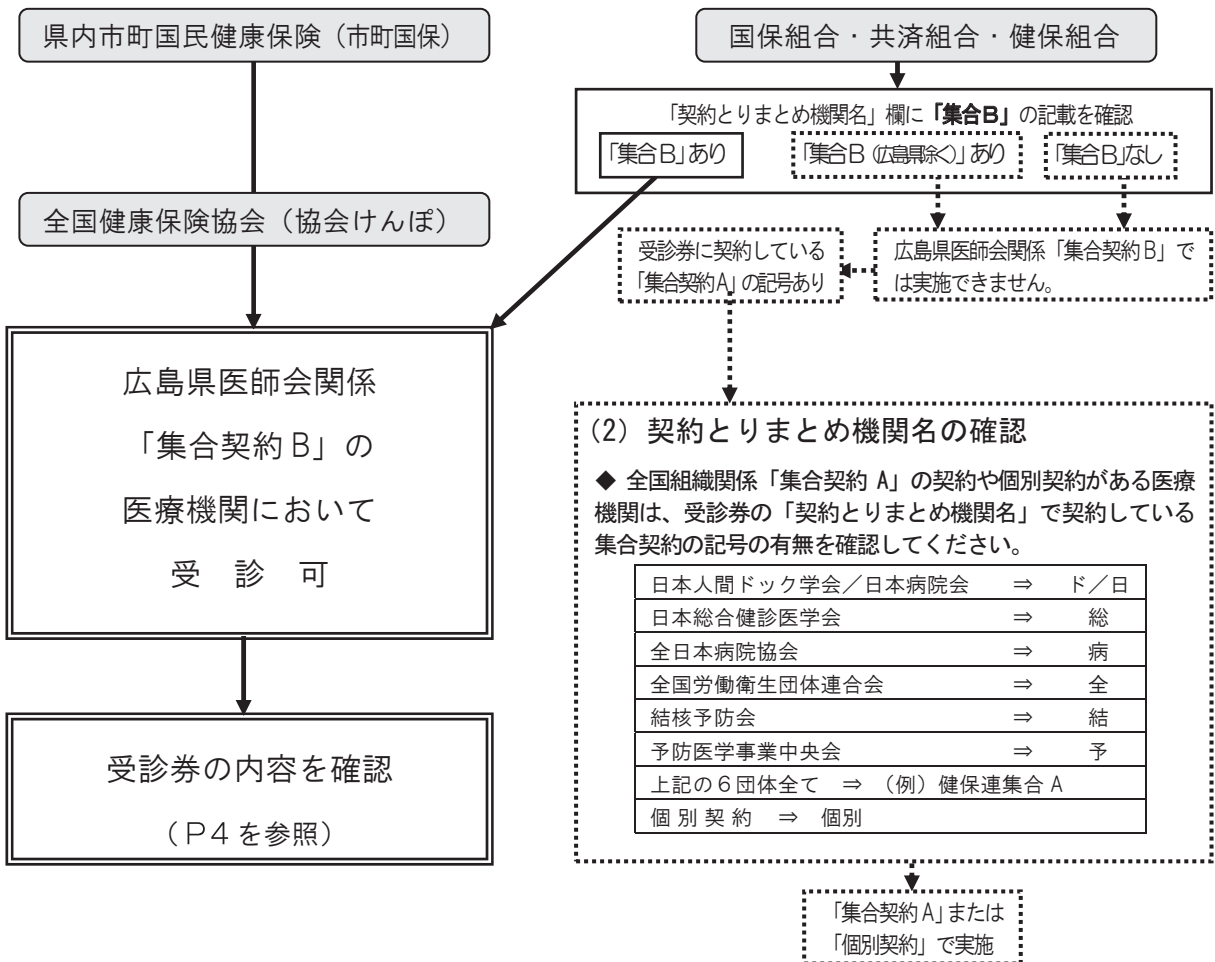 県内市町国民健康保険（市町国保）
全国健康保険協会（協会けんぽ）
広島県医師会関係
「集合契約Ｂ」の
医療機関において
受　診　可
受診券の内容を確認
（Ｐ４を参照）
国保組合・共済組合・健保組合
「契約とりまとめ機関名」欄に「集合Ｂ」の記載を確認
「集合Ｂ」あり
「集合Ｂ（広島県除く）」あり
「集合Ｂ」なし
受診券に契約している
「集合契約Ａ」の記号あり
広島県医師会関係「集合契約Ｂ」で
は実施できません。
(2) 契約とりまとめ機関名の確認
◆ 全国組織関係「集合契約 A」の契約や個別契約がある医療
機関は、受診券の「契約とりまとめ機関名」で契約している
集合契約の記号の有無を確認してください。
日本人間ドック学会／日本病院会　⇒　ド／日
日本総合健診医学会　⇒　総
全日本病院協会　⇒　病
全国労働衛生団体連合会　⇒　全
結核予防会　⇒　結
予防医学事業中央会　⇒　予
上記の６団体全て　⇒　（例）健保連集合 A
個 別 契 約　⇒　個別
「集合契約Ａ」または
「個別契約」で実施